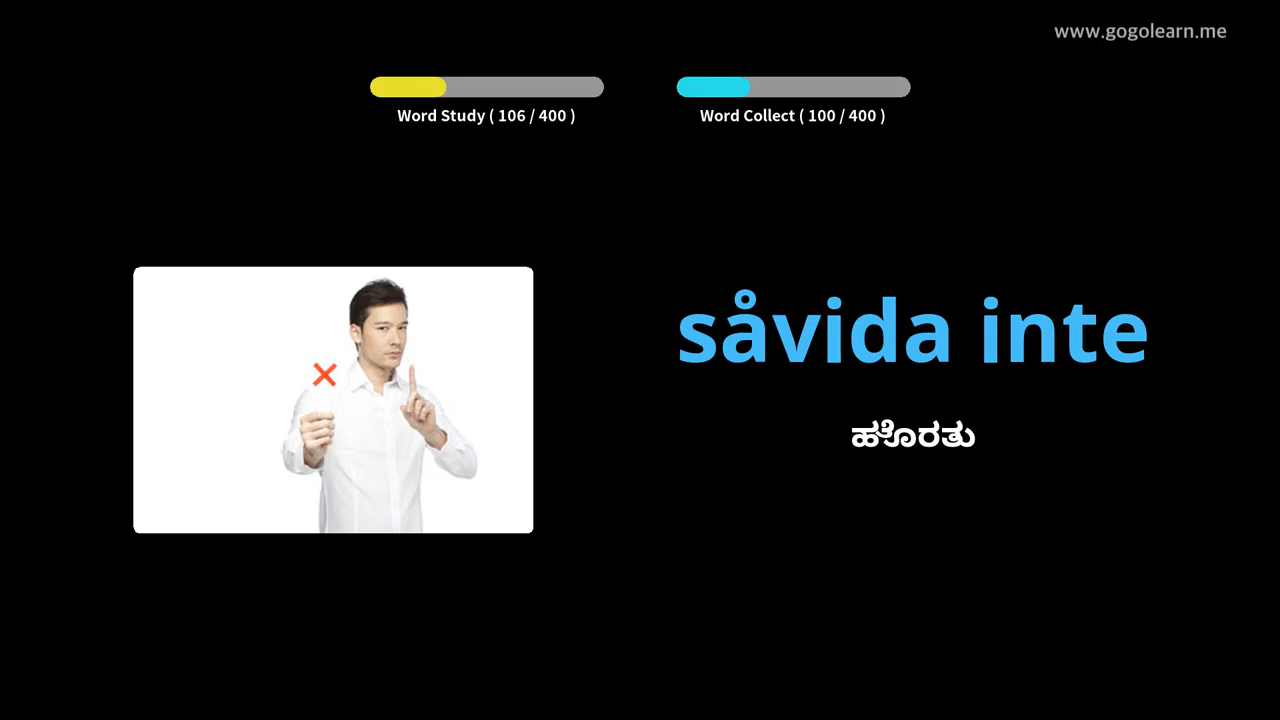 www.gogolearn.me
Word Study ( 106 / 400 )
Word Collect ( 100 / 400 )
såvida inte
ಹೊರತು